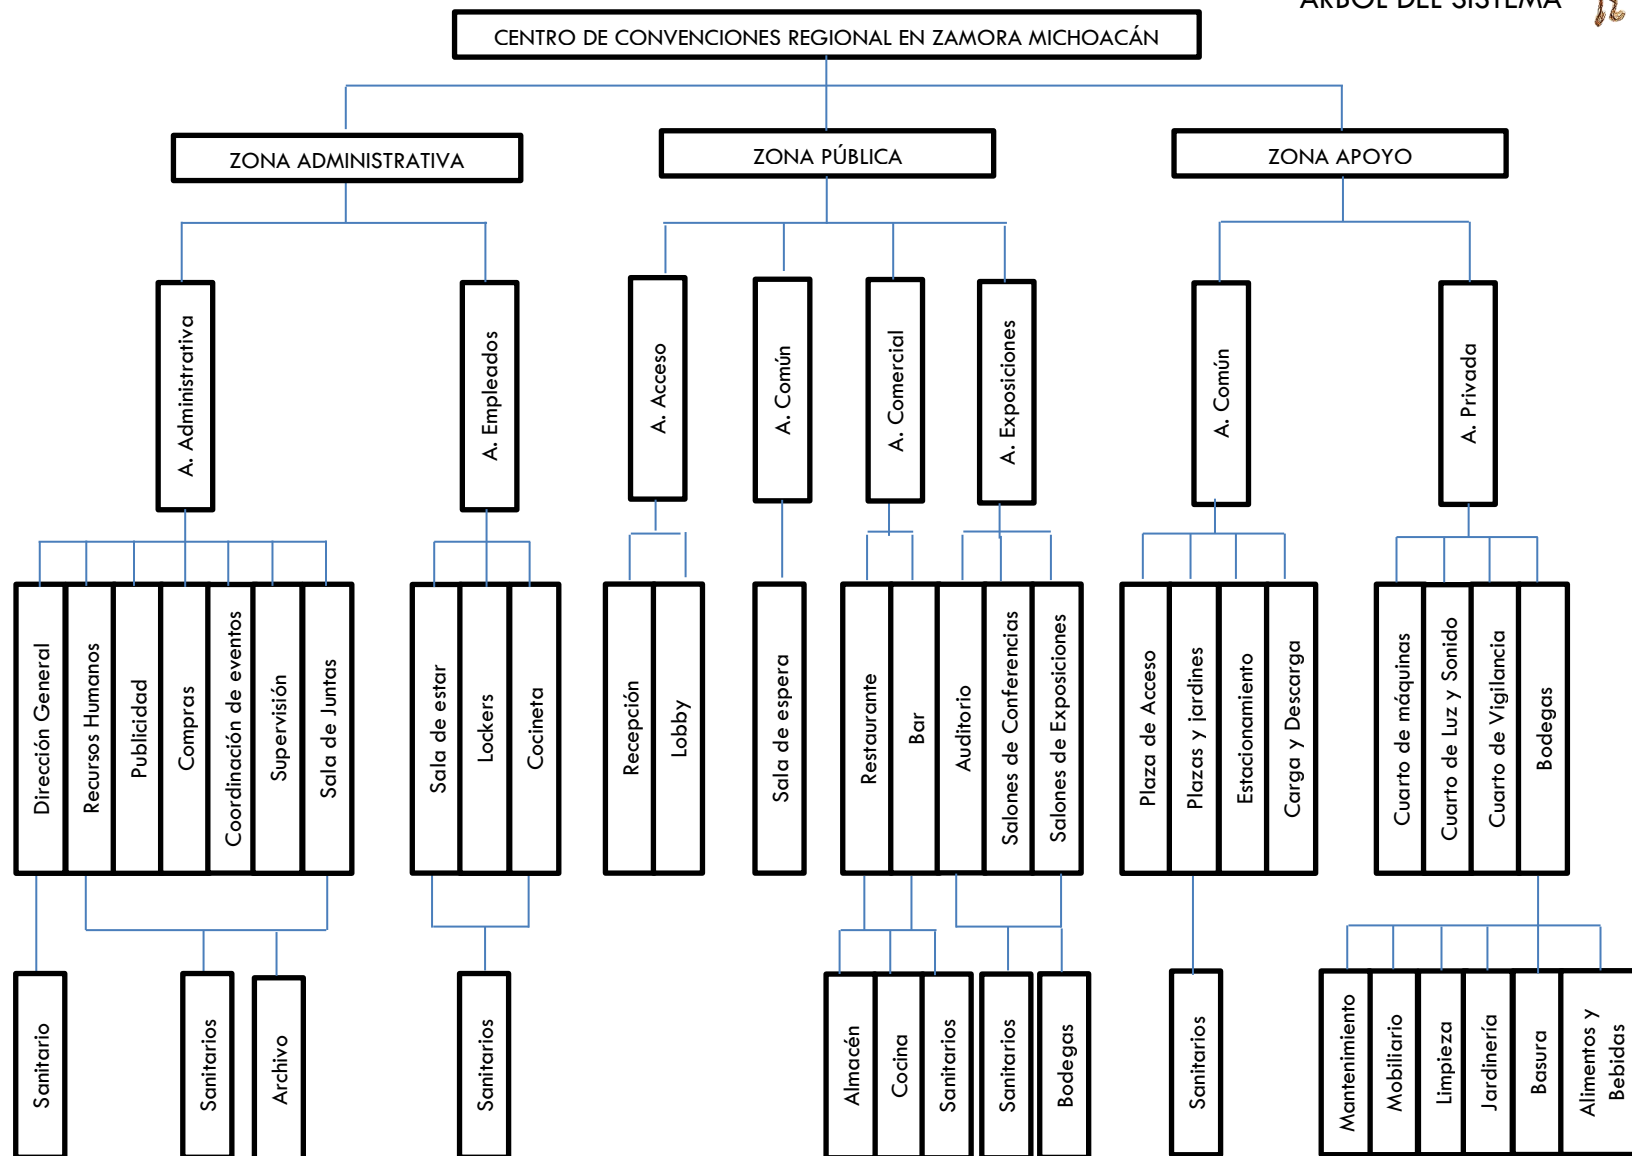 ÁRBOL DEL SISTEMA
CENTRO DE CONVENCIONES REGIONAL EN ZAMORA MICHOACÁN
ZONA ADMINISTRATIVA
ZONA PÚBLICA
ZONA APOYO
A. Administrativa
A. Empleados
A. Acceso
A. Común
A. Comercial
A. Exposiciones
A. Común
A. Privada
Dirección General
Recursos Humanos
Publicidad
Compras
Coordinación de eventos
Supervisión
Sala de Juntas
Sala de estar
Lockers
Cocineta
Recepción
Lobby
Sala de espera
Restaurante
Bar
Auditorio
Salones de Conferencias
Salones de Exposiciones
Plaza de Acceso
Plazas y jardines
Estacionamiento
Carga y Descarga
Cuarto de máquinas
Cuarto de Luz y Sonido
Cuarto de Vigilancia
Bodegas
Sanitario
Sanitarios
Archivo
Sanitarios
Almacén
Cocina
Sanitarios
Sanitarios
Bodegas
Sanitarios
Mantenimiento
Mobiliario
Limpieza
Jardinería
Basura
Alimentos y
Bebidas